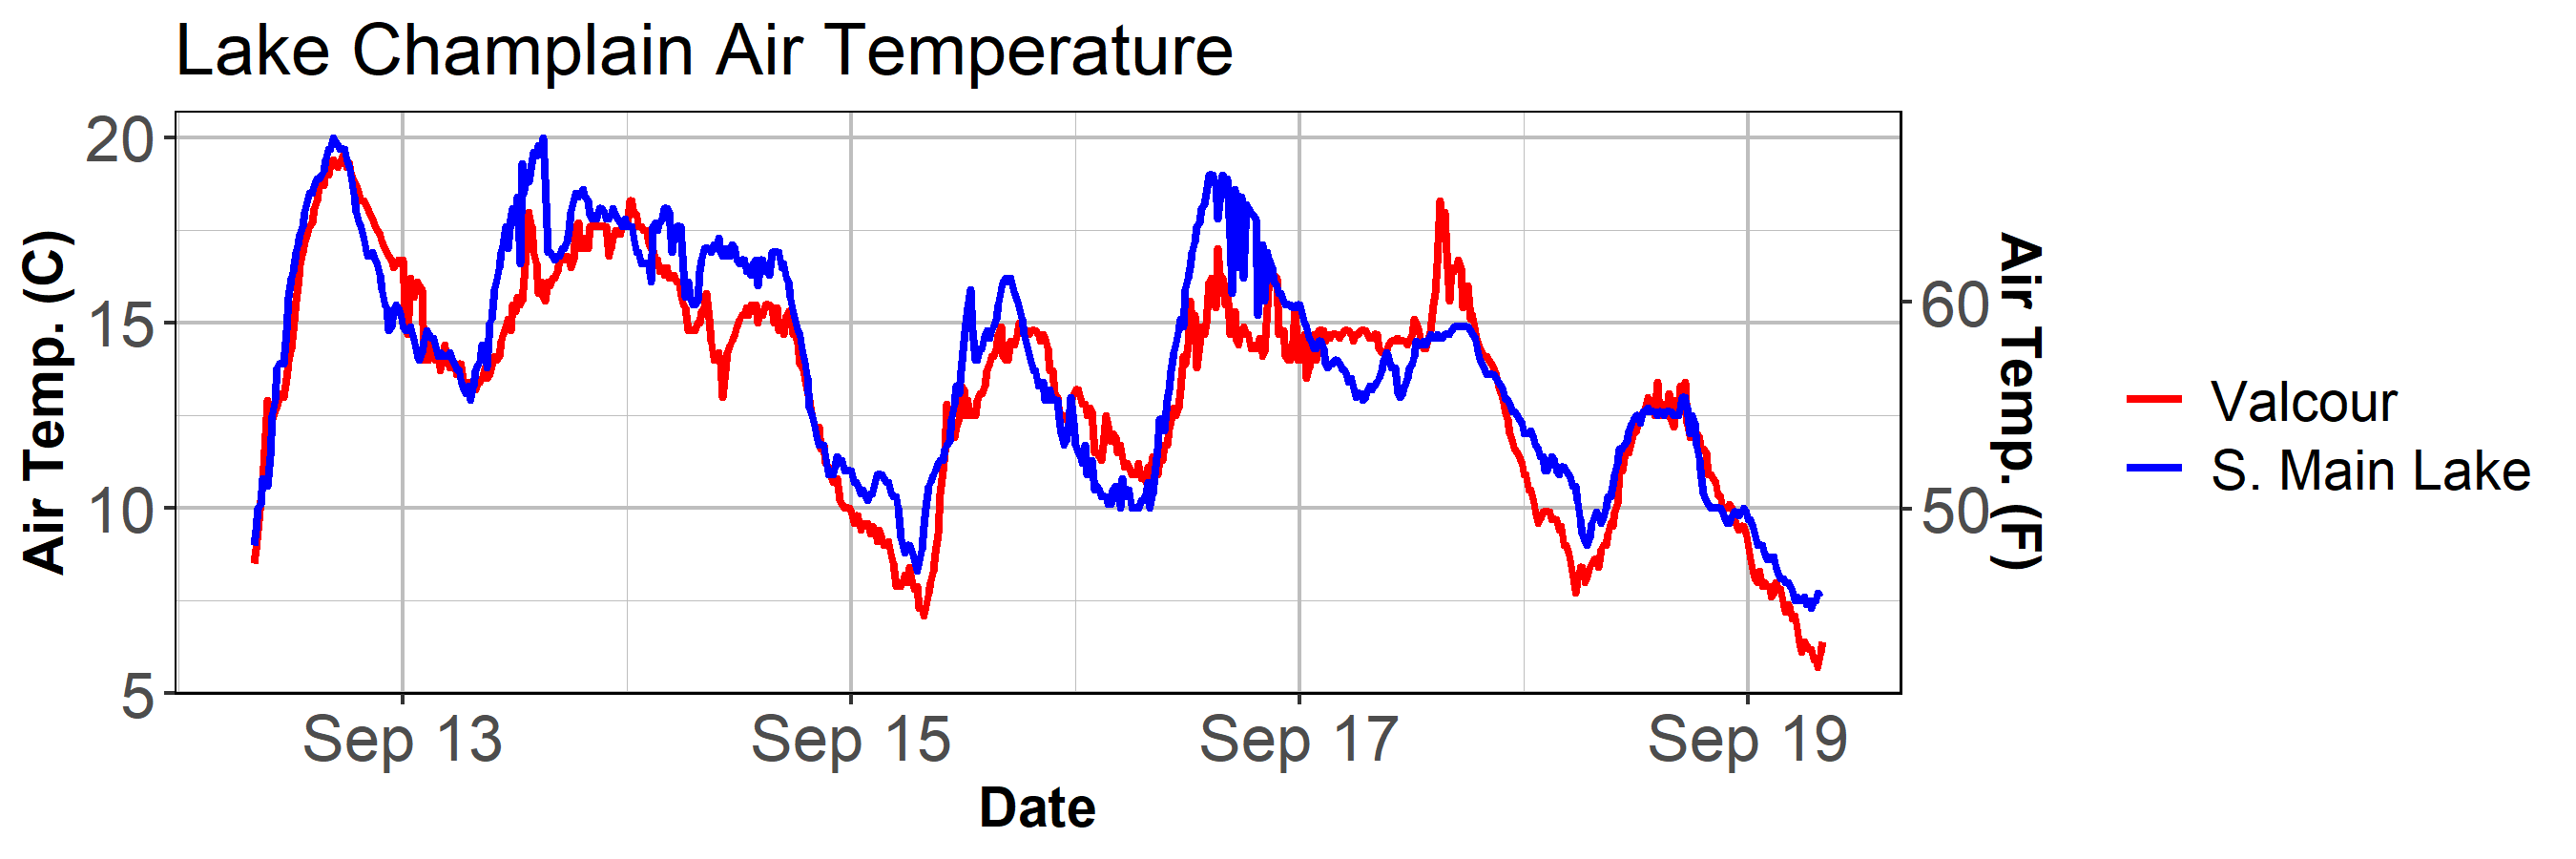 Lake Champlain Air Temperature
Air Temp. (C)
20
15
10
5
Sep 13
Sep 15
Sep 17
Sep 19
Date
60
50
Air Temp. (F)
Valcour
S. Main Lake